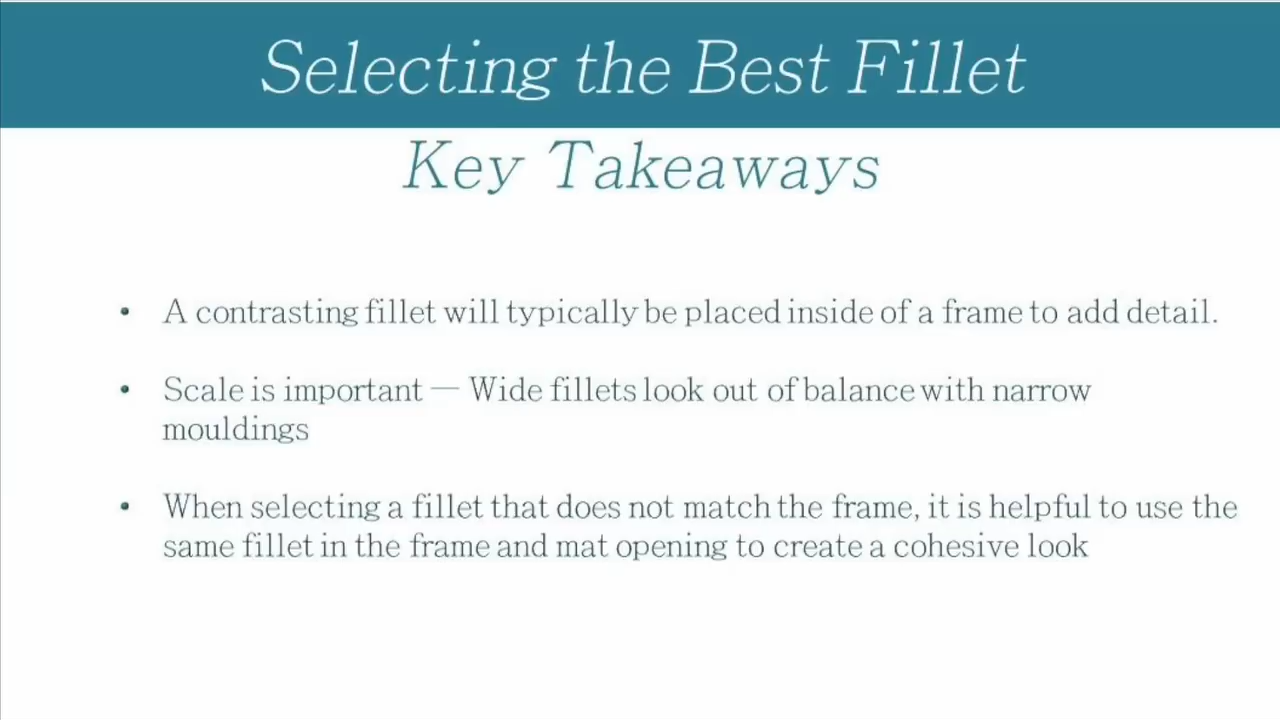 Selecting the Best Fillet
Key Takeaways
• A contrasting fillet will typically be placed inside of a frame to add detail.
• Scale is important — Wide fillets look out of balance with narrow
mouldings
• When selecting a fillet that does not match the frame, it is helpful to use the
same fillet in the frame and mat opening to create a cohesive look